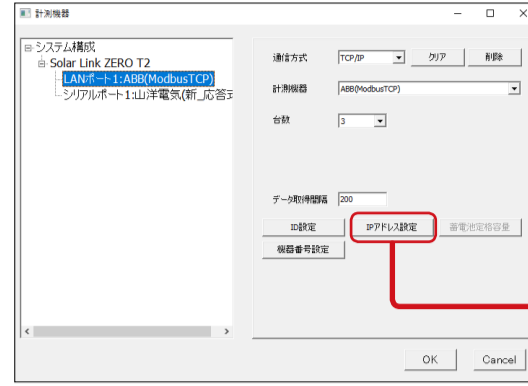 計測機器
システム構成
Solar Link ZERO T2
LANポート1:ABB(ModbusTCP)
シリアルポート1:山洋電気(新_応答
通信方式 TCP/IP クリア 削除
計測機器 ABB(ModbusTCP)
台数 3
データ取得間隔 200
ID設定 IPアドレス設定 蓄電池定格容量
機器番号設定
OK Cancel